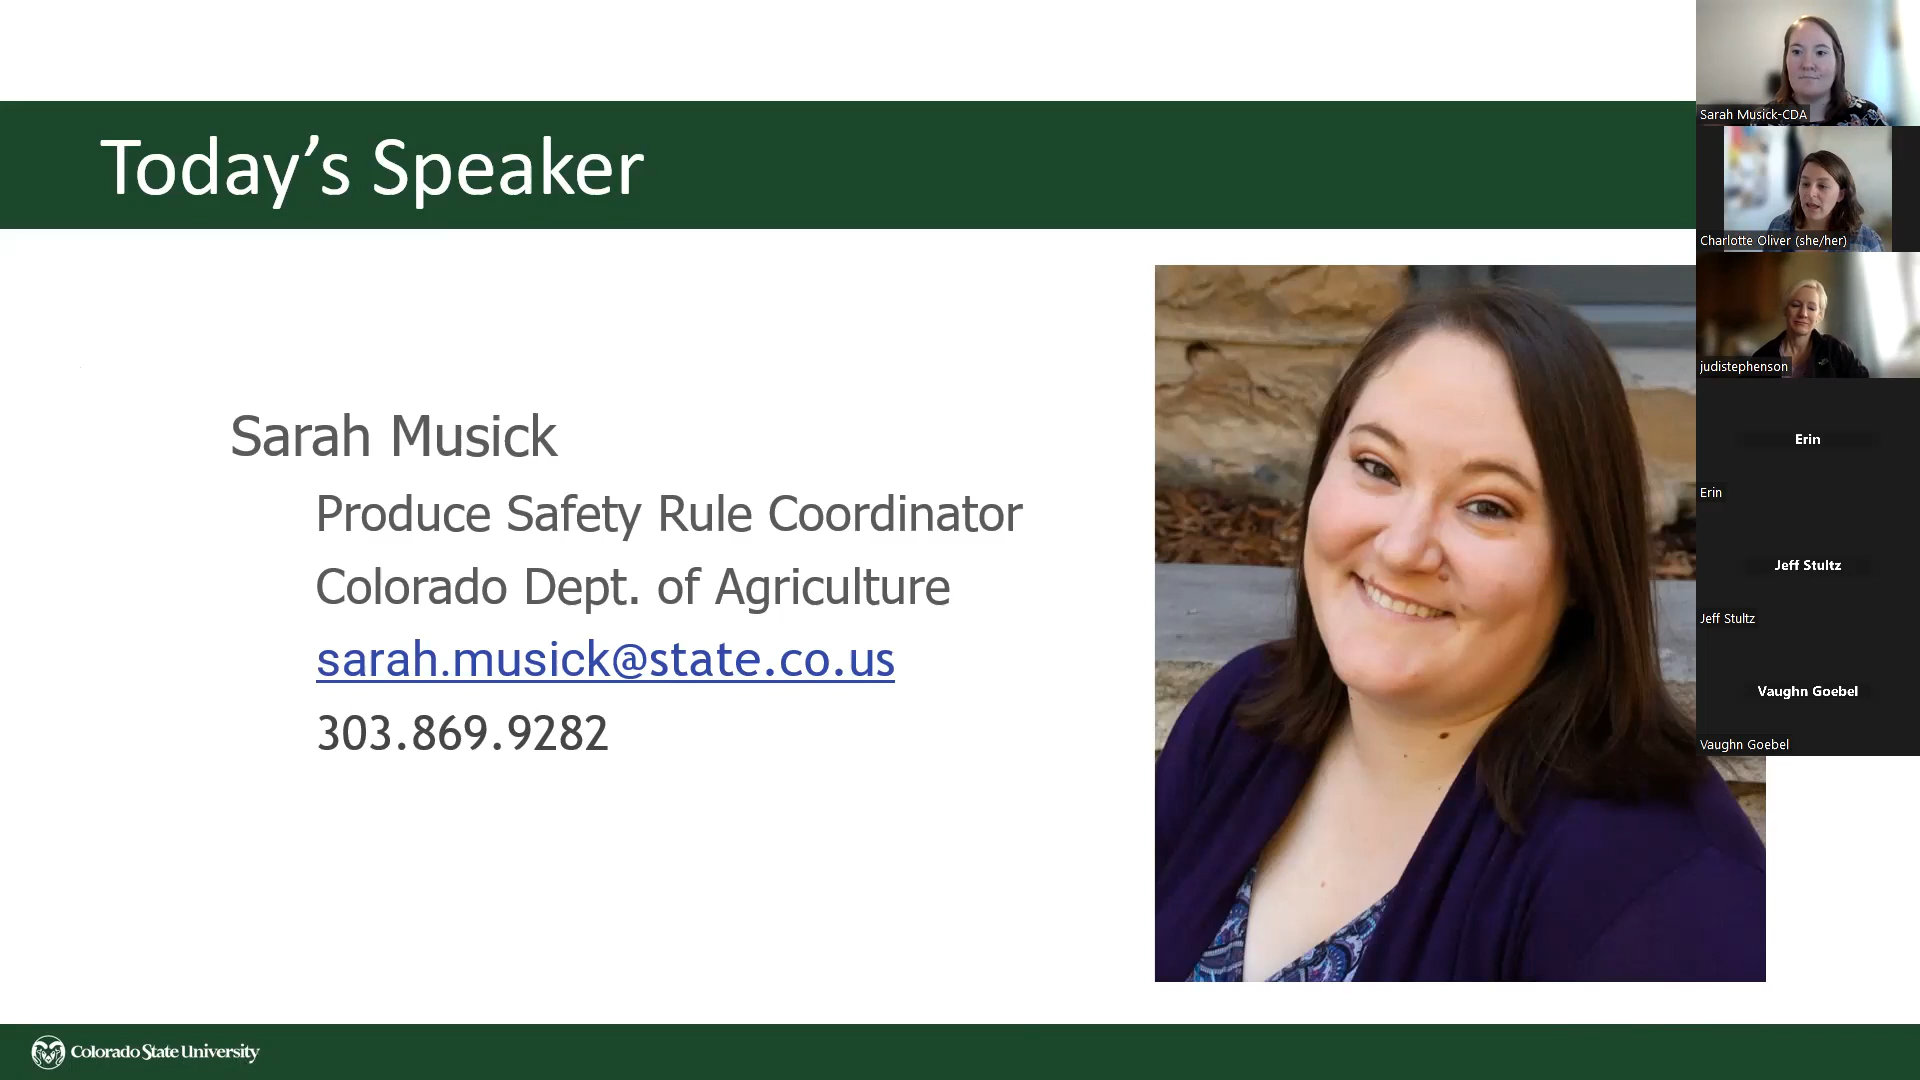 Today’s Speaker
Sarah Musick
Produce Safety Rule Coordinator
Colorado Dept. of Agriculture
sarah.musick@state.co.us
303.869.9282
Colorado State University
Sarah Musick-CDA
Charlotte Oliver (she/her)
judistephenson
Erin
Erin
Jeff Stultz
Jeff Stultz
Vaughn Goebel
Vaughn Goebel